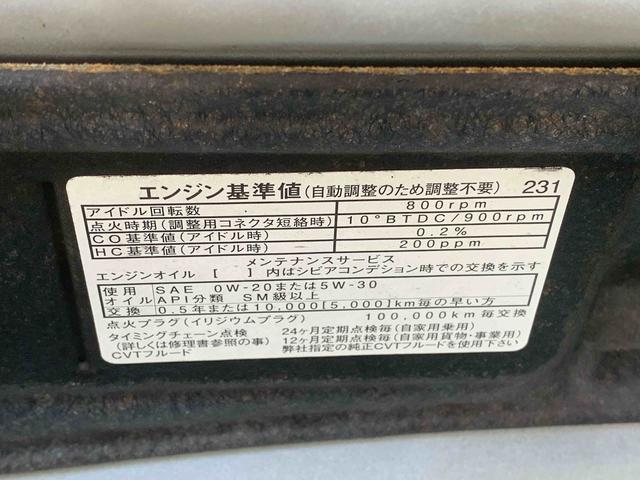 エンジン基準値(自動調整のため調整不要) 231
アイドル回転数 800rpm
点火時期(調整用コネクタ短絡時) 10°BTDC/900rpm
CO基準値(アイドル時) 0.2%
HC基準値(アイドル時) 200ppm
メンテナンスサービス
エンジンオイル [ ] 内はシビアコンデション時での交換を示す
使用 SAE 0W-20または5W-30
オイル API分類 SM級以上
交換 0.5年または10,000[5,000]km毎の早い方
点火プラグ(イリジウムプラグ) 100,000km毎交換
タイミングチェーン点検 24ヶ月定期点検毎(自家用乗用)
(詳しくは修理書参照の事) 12ヶ月定期点検毎(自家用貨物・事業用)
CVTフルード 弊社指定の純正CVTフルードを使用下さい